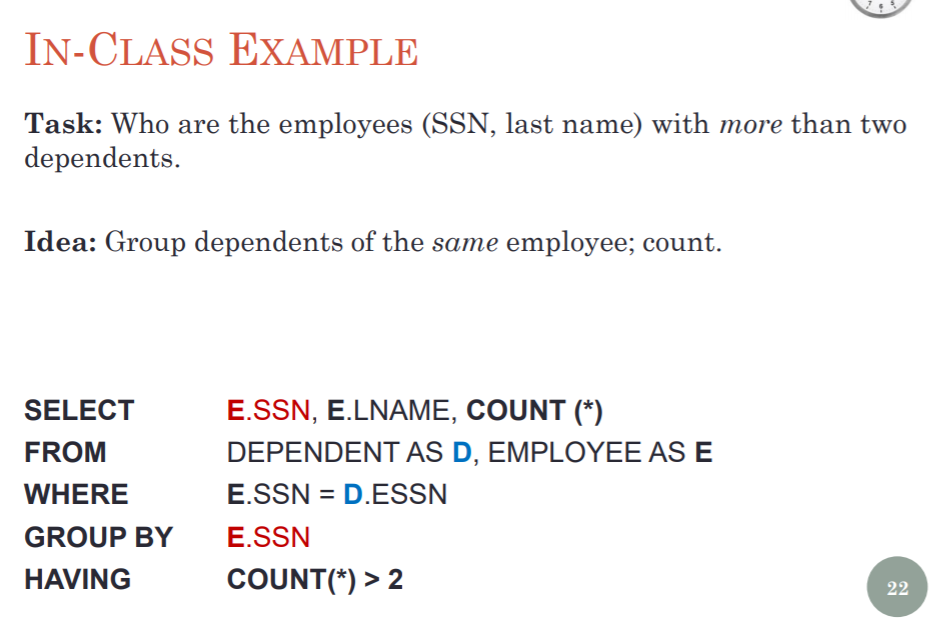 IN-CLASS EXAMPLE
Task: Who are the employees (SSN, last name) with more than two
dependents.
Idea: Group dependents of the same employee; count.
SELECT E.SSN, E.LNAME, COUNT (*)
FROM DEPENDENT AS D, EMPLOYEE AS E
WHERE E.SSN = D.ESSN
GROUP BY E.SSN
HAVING COUNT(*) > 2
22